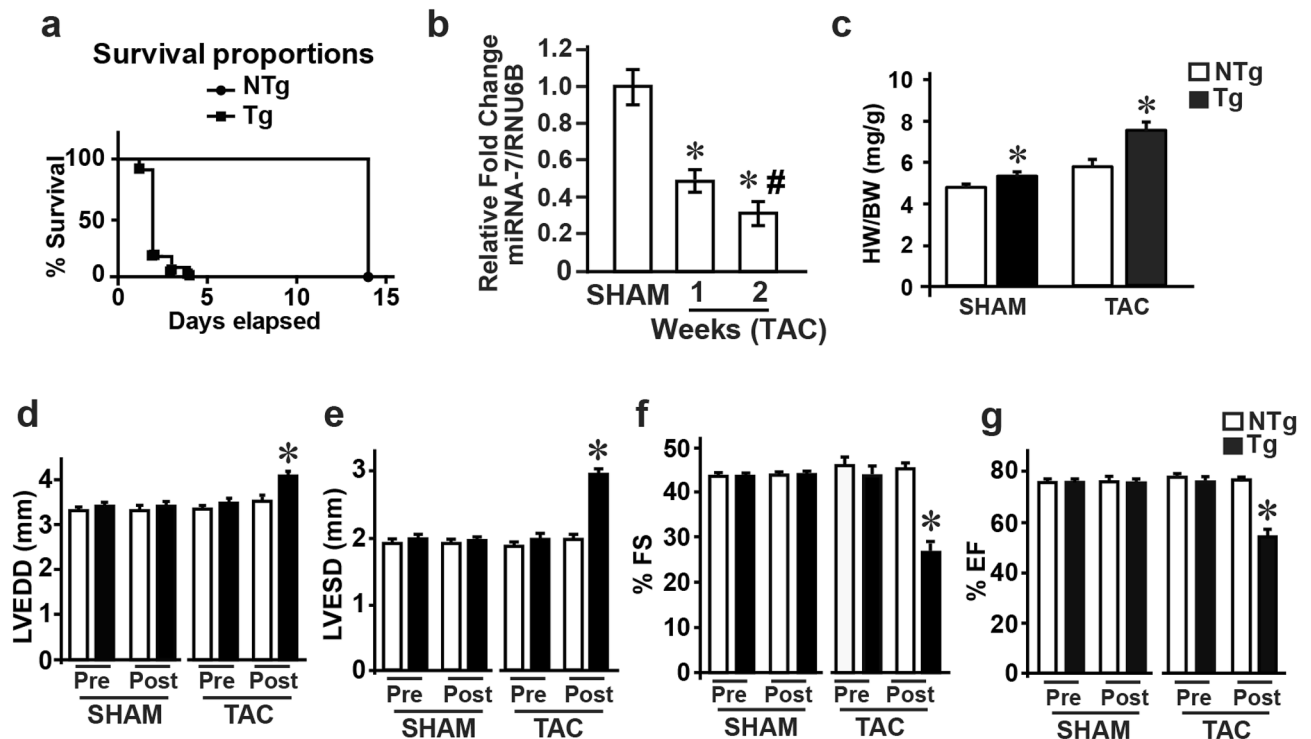 a
Survival proportions
NTg
Tg
% Survival
100
50
0
0 5 10 15
Days elapsed
b
Relative Fold Change
miRNA-7/RNU6B
1.2
1.0
0.8
0.6
0.4
0.2
0
*
* #
SHAM 1 2
Weeks (TAC)
c
NTg
Tg
HW/BW (mg/g)
10
8
6
4
2
0
*
*
SHAM TAC
d
LVEDD (mm)
4
3
2
1
0
*
Pre Post Pre Post
SHAM TAC
e
LVESD (mm)
3
2
1
0
*
Pre Post Pre Post
SHAM TAC
f
% FS
50
40
30
20
10
0
*
Pre Post Pre Post
SHAM TAC
g
NTg
Tg
% EF
80
60
40
20
0
*
Pre Post Pre Post
SHAM TAC